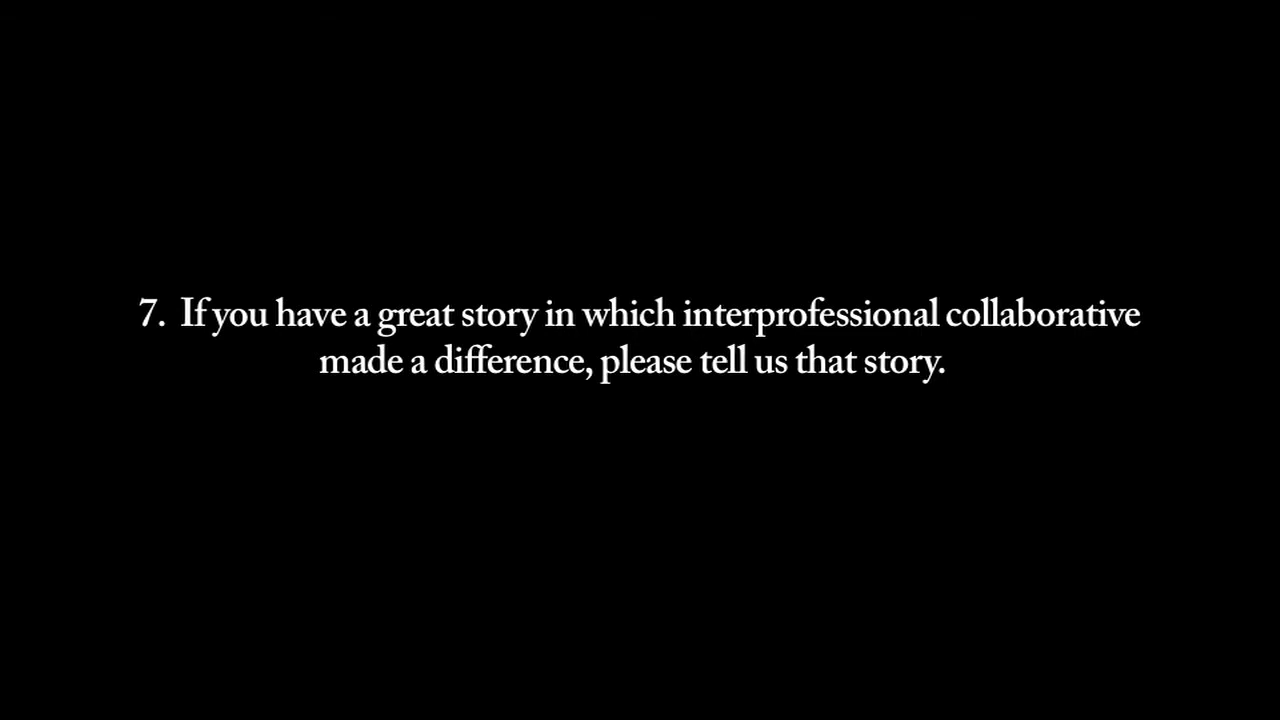 7. If you have a great story in which interprofessional collaborative
made a difference, please tell us that story.